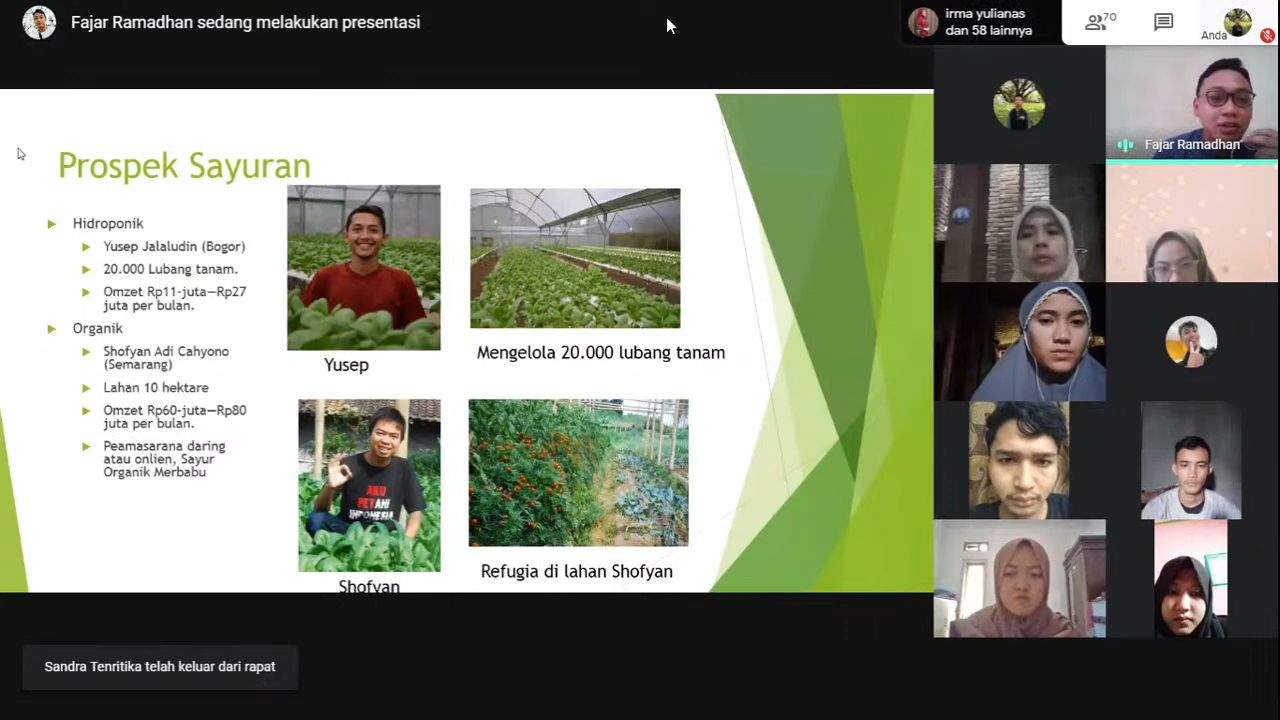 Fajar Ramadhan sedang melakukan presentasi
irma yulianas
dan 58 lainnya
70
Anda
Fajar Ramadhan
Prospek Sayuran
Hidroponik
Yusep Jalaludin (Bogor)
20.000 Lubang tanam.
Omzet Rp11-juta—Rp27
juta per bulan.
Organik
Shofyan Adi Cahyono
(Semarang)
Lahan 10 hektare
Omzet Rp60-juta—Rp80
juta per bulan.
Peamasarana daring
atau onlien, Sayur
Organik Merbabu
Yusep
Mengelola 20.000 lubang tanam
AKU
PETANI
INDONESIA
Shofyan
Refugia di lahan Shofyan
Sandra Tenritika telah keluar dari rapat